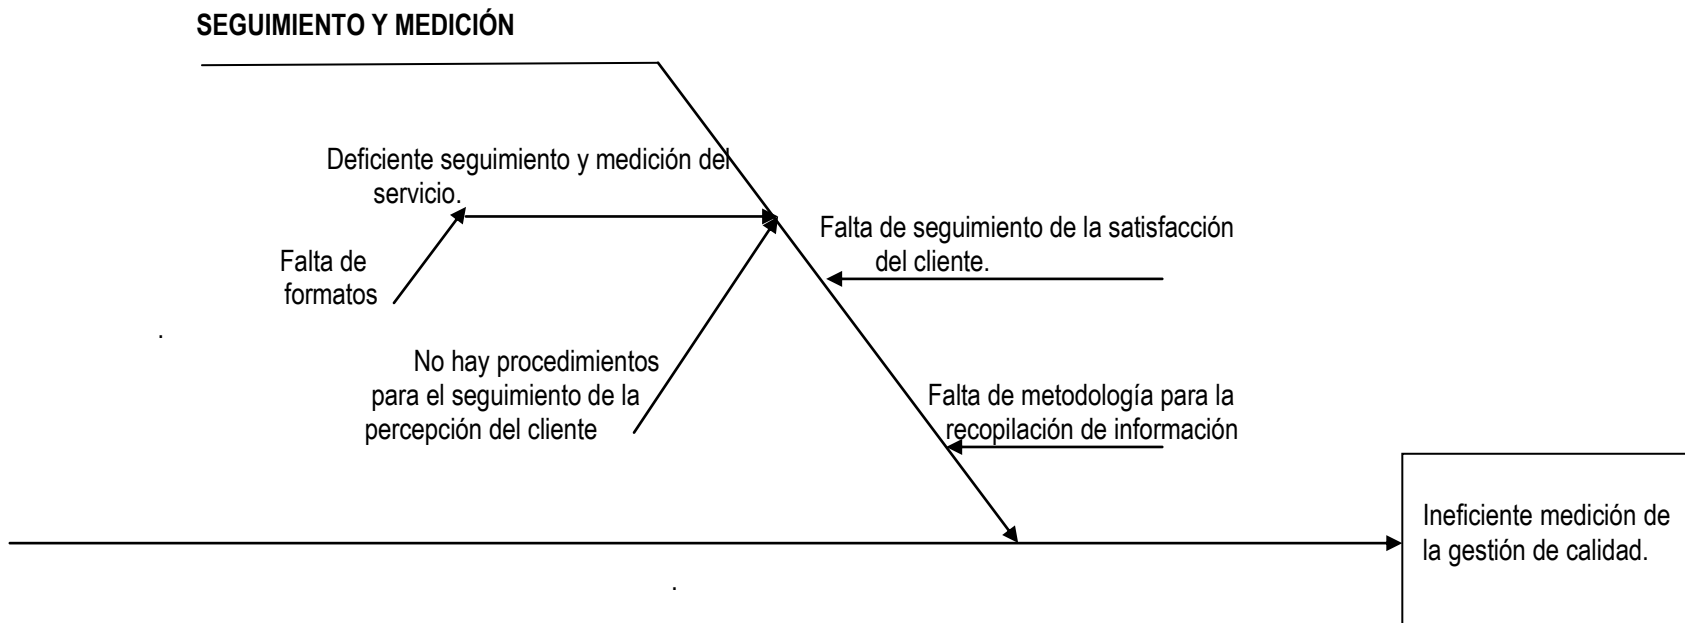 SEGUIMIENTO Y MEDICIÓN
Deficiente seguimiento y medición del
servicio.
Falta de
formatos
No hay procedimientos
para el seguimiento de la
percepción del cliente
Falta de seguimiento de la satisfacción
del cliente.
Falta de metodología para la
recopilación de información
Ineficiente medición de
la gestión de calidad.